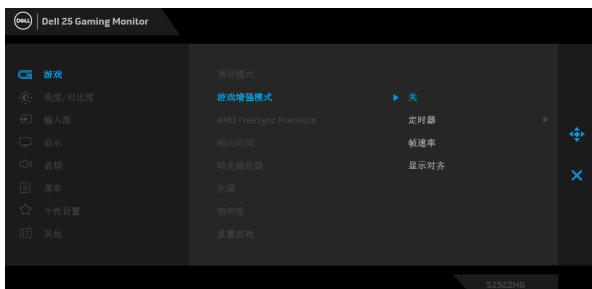 DELL
Dell 25 Gaming Monitor
游戏
亮度/对比度
输入源
显示
音频
菜单
个性设置
其他
预设模式
游戏增强模式
AMD FreeSync Premium
响应时间
暗光稳定器
色调
饱和度
重置游戏
关
定时器
帧速率
显示对齐
S2522HG